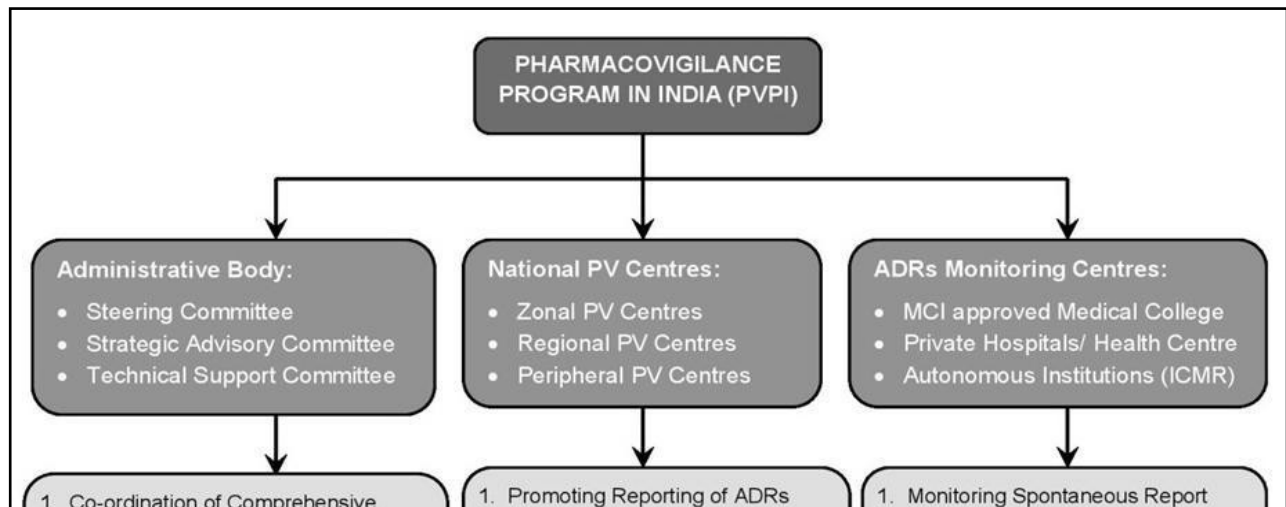 PHARMACOVIGILANCE
PROGRAM IN INDIA (PVPI)
Administrative Body:
• Steering Committee
• Strategic Advisory Committee
• Technical Support Committee
National PV Centres:
• Zonal PV Centres
• Regional PV Centres
• Peripheral PV Centres
ADRs Monitoring Centres:
• MCI approved Medical College
• Private Hospitals/ Health Centre
• Autonomous Institutions (ICMR)
1. Co-ordination of Comprehensive
1. Promoting Reporting of ADRs
1. Monitoring Spontaneous Report